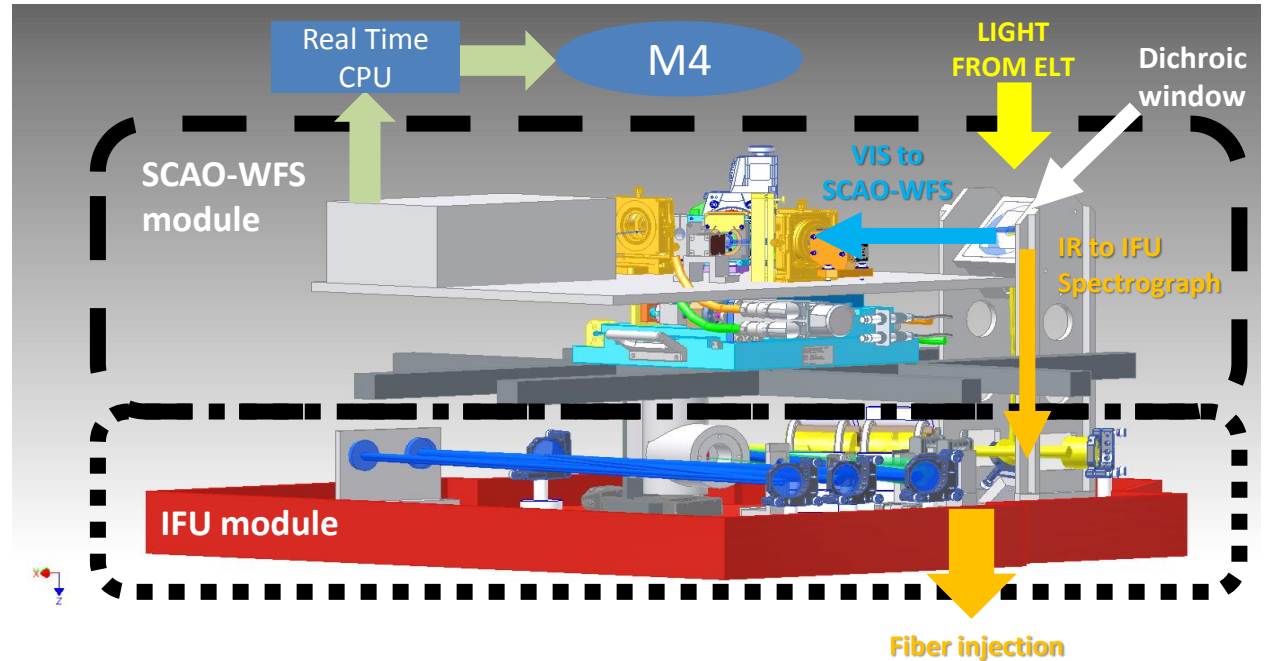 Real Time
CPU
M4
LIGHT
FROM ELT
Dichroic
window
SCAO-WFS
module
VIS to
SCAO-WFS
IR to IFU
Spectrograph
IFU module
X
Z
Fiber injection